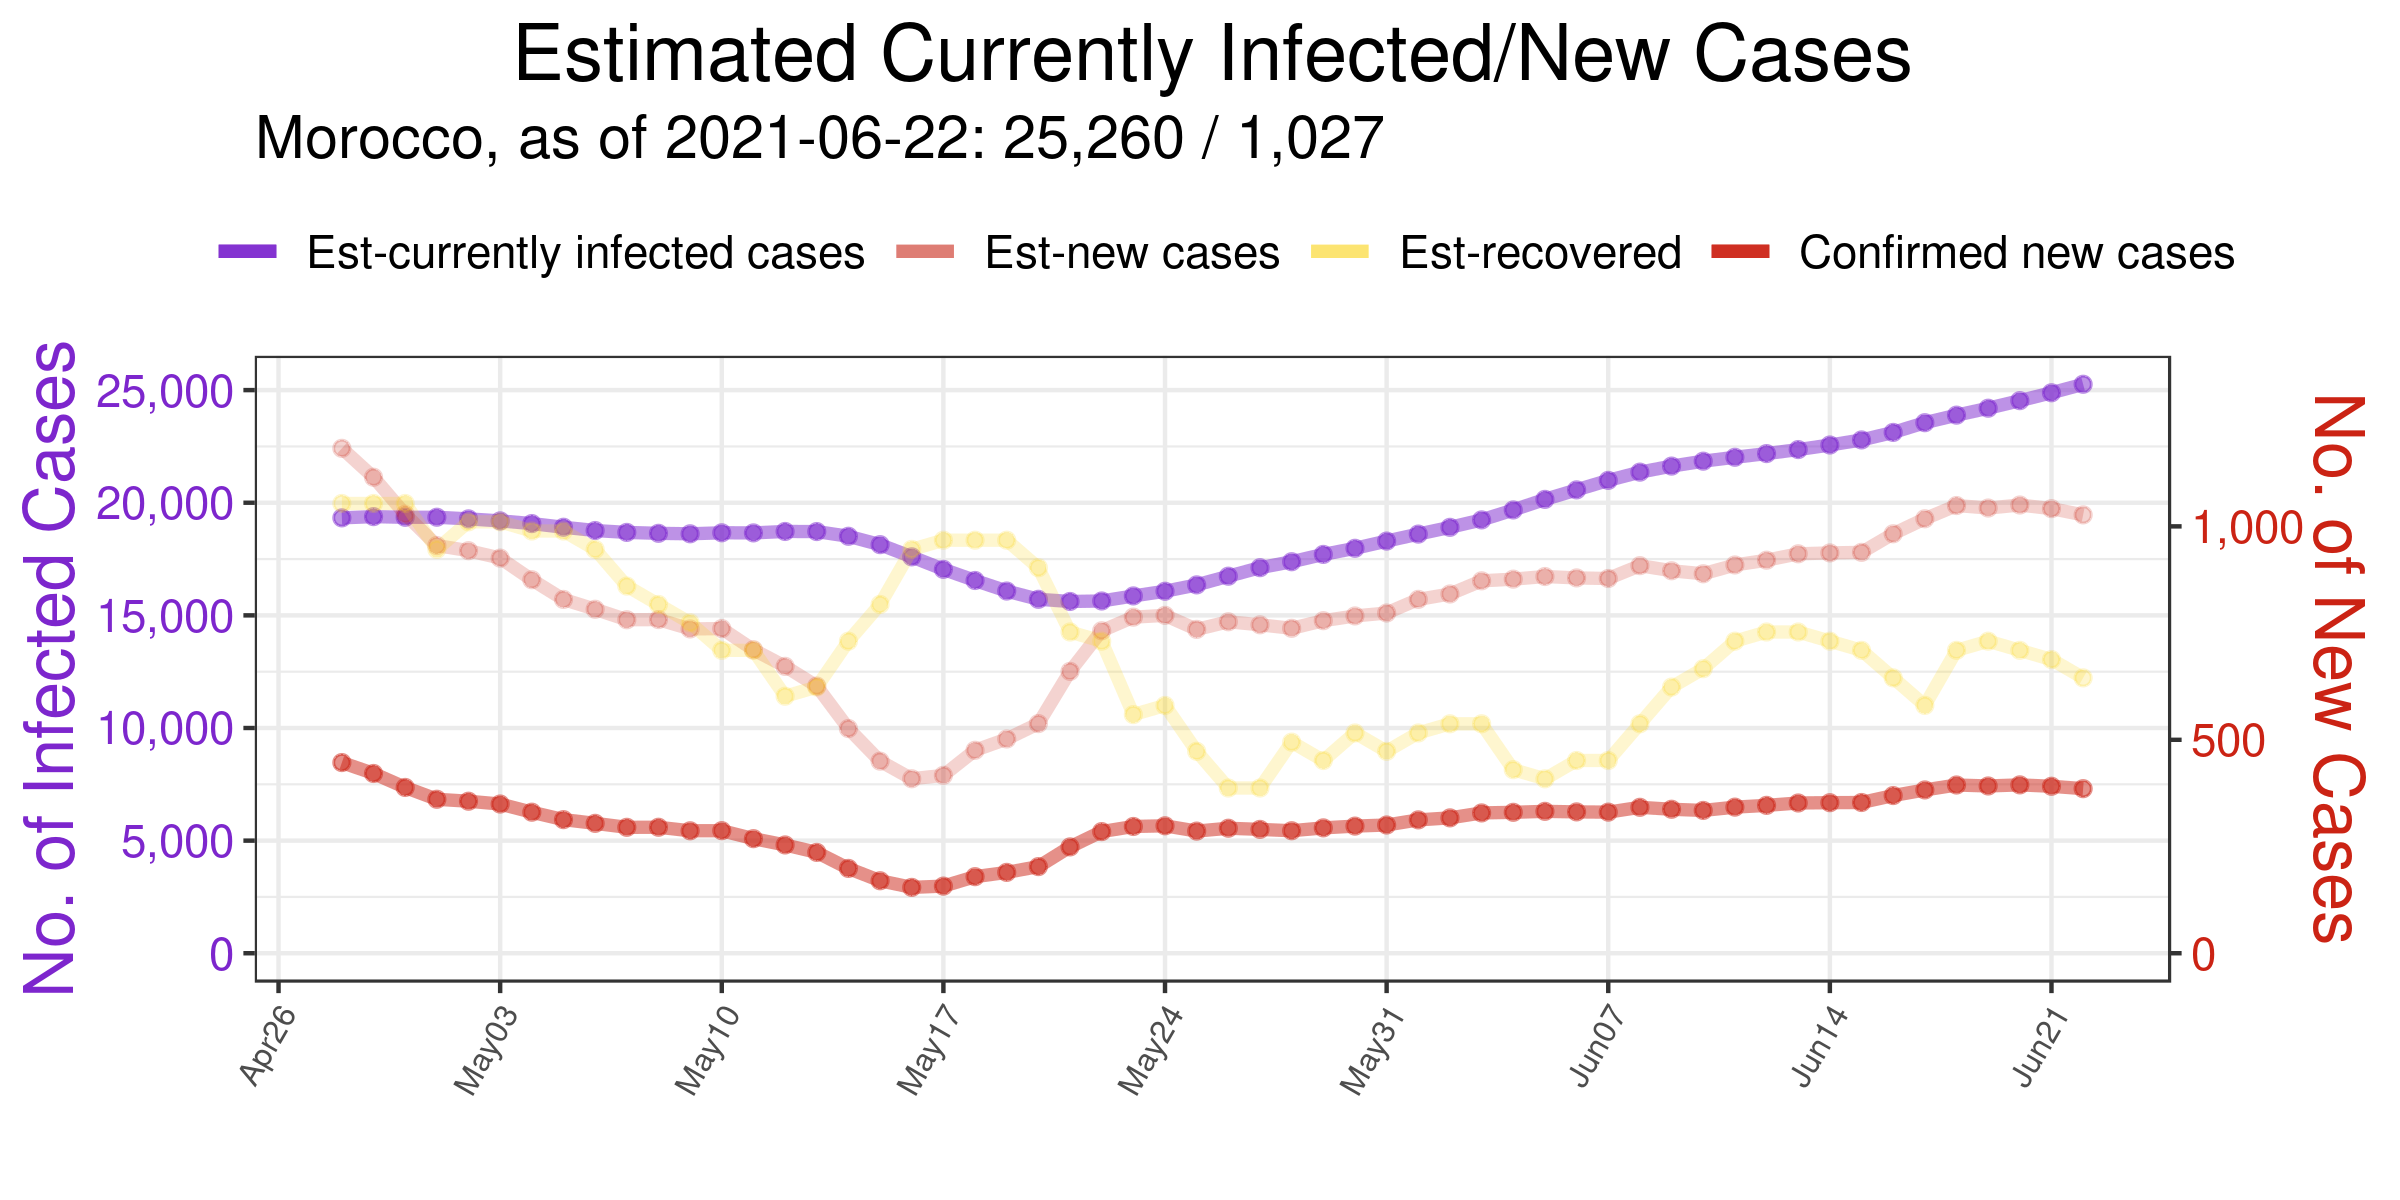 Estimated Currently Infected/New Cases
Morocco, as of 2021-06-22: 25,260 / 1,027
Est-currently infected cases Est-new cases Est-recovered Confirmed new cases
No. of Infected Cases
25,000
20,000
15,000
10,000
5,000
0
1,000
500
0
No. of New Cases
Apr26 May03 May10 May17 May24 May31 Jun07 Jun14 Jun21